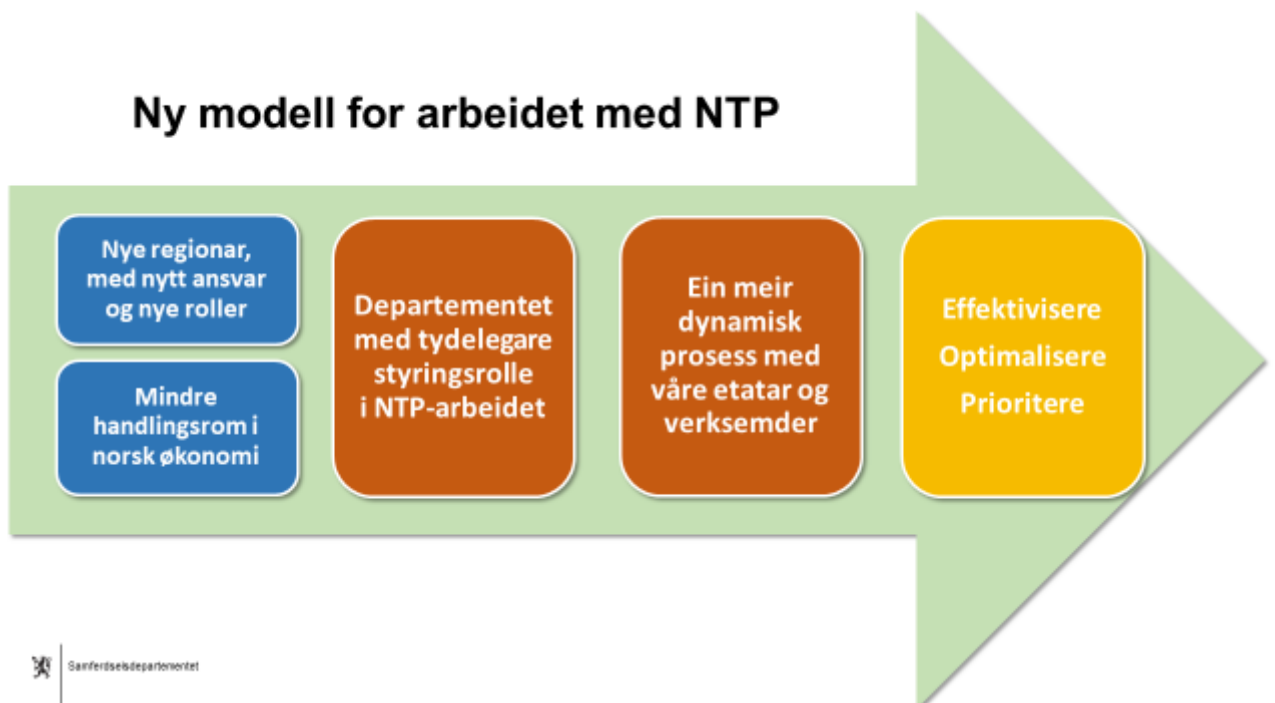 Ny modell for arbeidet med NTP
Nye regionar,
med nytt ansvar
og nye roller
Mindre
handlingsrom i
norsk økonomi
Departementet
med tydelegare
styringsrolle
i NTP-arbeidet
Ein meir
dynamisk
prosess med
våre etatar og
verksemder
Effektivisere
Optimalisere
Prioritere
Samferdselsdepartementet